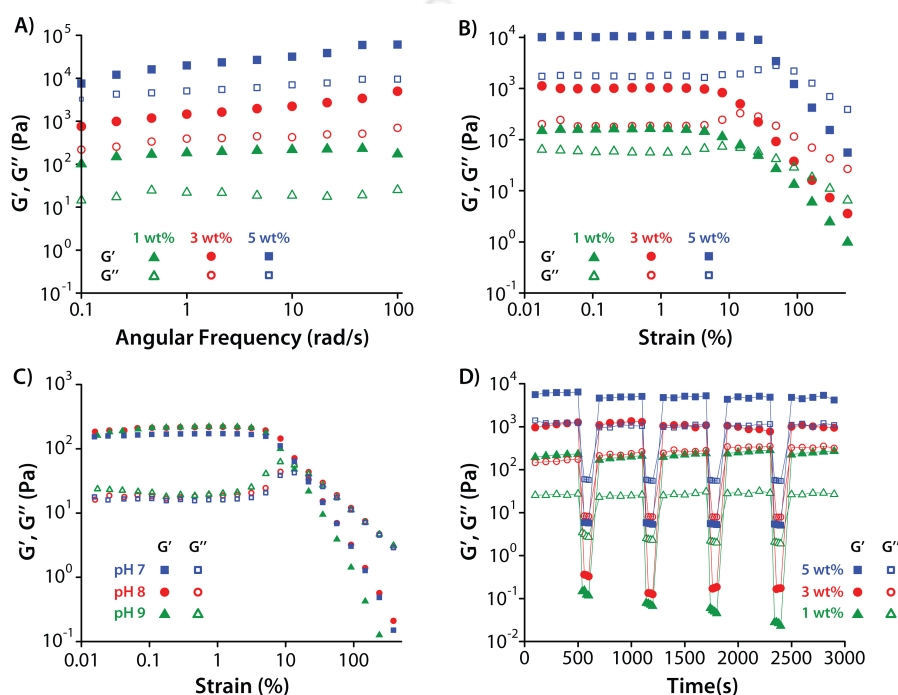 A)
10^5
10^4
10^3
10^2
10^1
10^0
10^-1
G', G'' (Pa)
1 wt% 3 wt% 5 wt%
G'
G''
0.1 1 10 100
Angular Frequency (rad/s)
B)
10^4
10^3
10^2
10^1
10^0
10^-1
G', G'' (Pa)
1 wt% 3 wt% 5 wt%
G'
G''
0.01 0.1 1 10 100
Strain (%)
C)
10^3
10^2
10^1
10^0
10^-1
G', G'' (Pa)
G' G''
pH 7
pH 8
pH 9
0.01 0.1 1 10 100
Strain (%)
D)
10^4
10^3
10^2
10^1
10^0
10^-1
10^-2
G', G'' (Pa)
G' G''
5 wt%
3 wt%
1 wt%
0 500 1000 1500 2000 2500 3000
Time(s)